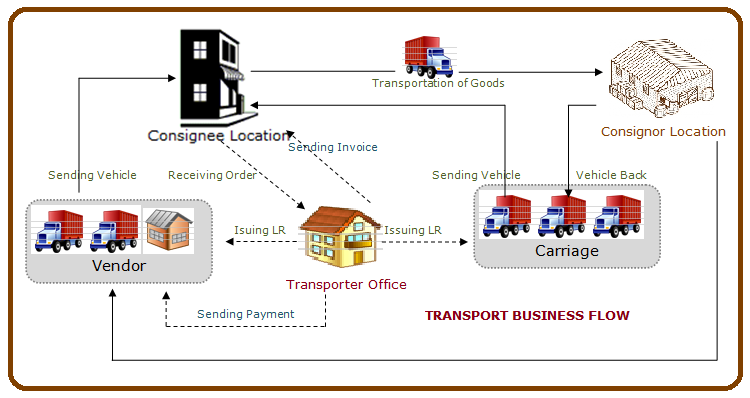 Transportation of Goods
Consignee Location
Consignor Location
Sending Invoice
Sending Vehicle
Receiving Order
Sending Vehicle
Vehicle Back
Isuing LR
Issuing LR
Vendor
Carriage
Transporter Office
Sending Payment
TRANSPORT BUSINESS FLOW